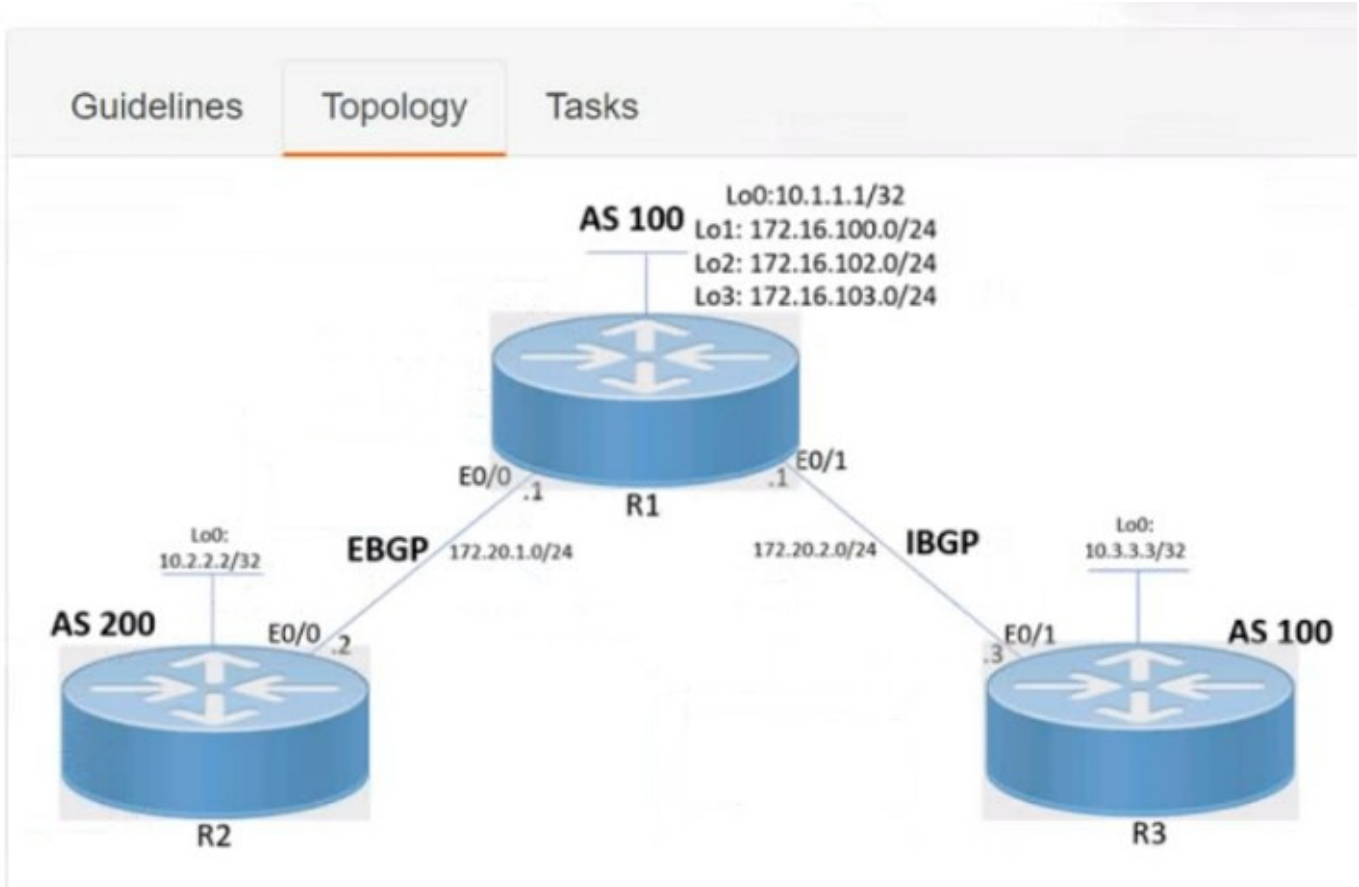 Guidelines Topology Tasks
Lo0:10.1.1.1/32
AS 100
Lo1: 172.16.100.0/24
Lo2: 172.16.102.0/24
Lo3: 172.16.103.0/24
E0/0
.1
R1
.1
E0/1
EBGP
172.20.1.0/24
172.20.2.0/24
IBGP
Lo0:
10.2.2.2/32
Lo0:
10.3.3.3/32
AS 200
E0/0
.2
R2
.3
E0/1
AS 100
R3